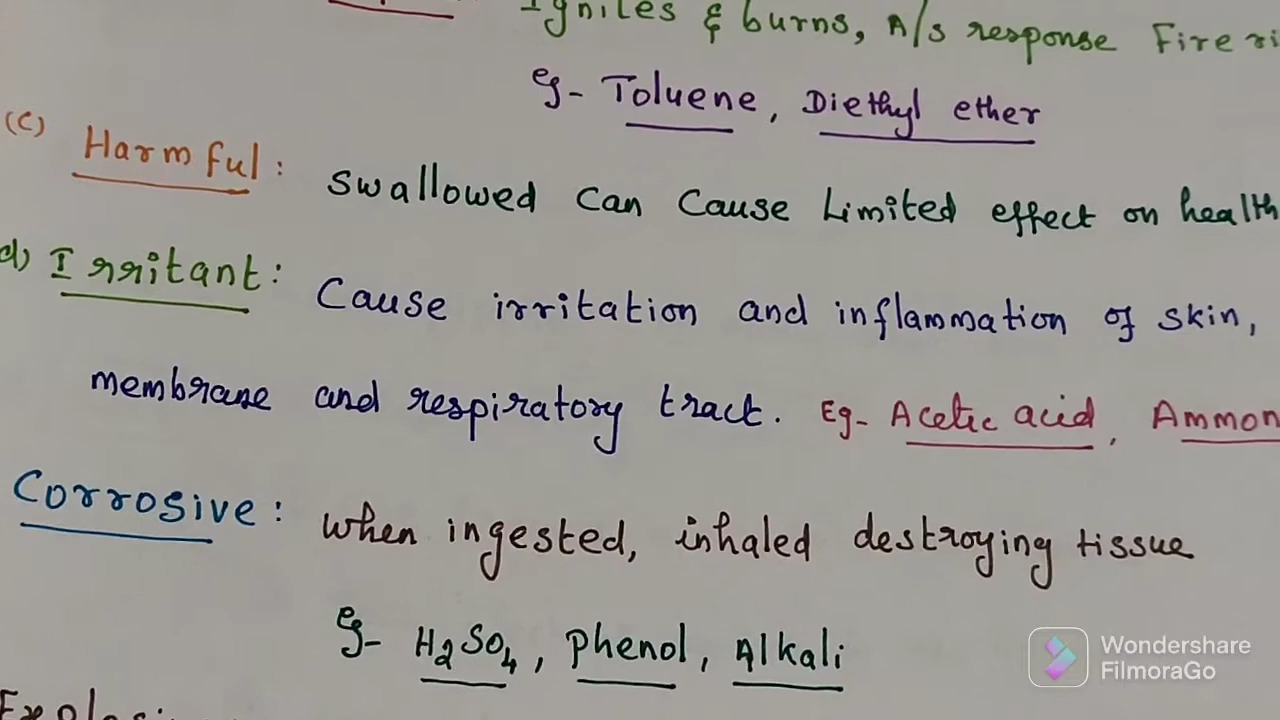 Ignites & burns, A/s response Fire
eg- Toluene, Diethyl ether
(C) Harmful: Swallowed can cause limited effect on health
d) Irritant: Cause irritation and inflammation of skin,
membrane and respiratory tract. Eg- Acetic acid, Ammon
Corrosive: when ingested, inhaled destroying tissue
eg- H2SO4, Phenol, Alkali
Wondershare
FilmoraGo